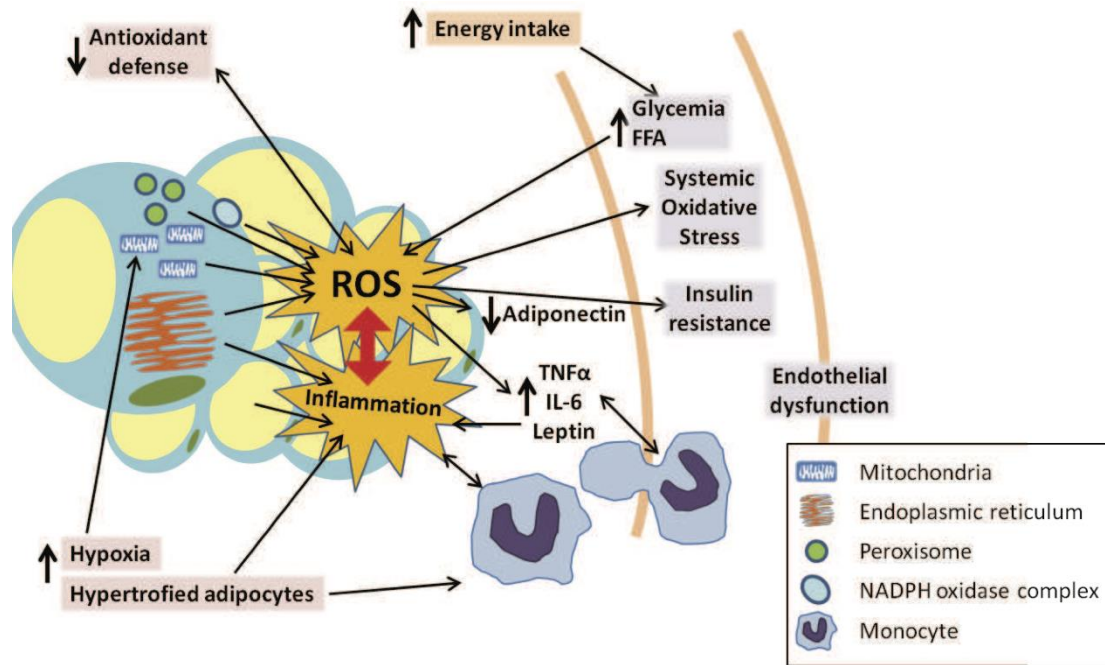 Antioxidant
defense
Energy intake
Glycemia
FFA
Systemic
Oxidative
Stress
ROS
Adiponectin
Insulin
resistance
Inflammation
TNFα
IL-6
Leptin
Endothelial
dysfunction
Hypoxia
Hypertrofied adipocytes
Mitochondria
Endoplasmic reticulum
Peroxisome
NADPH oxidase complex
Monocyte